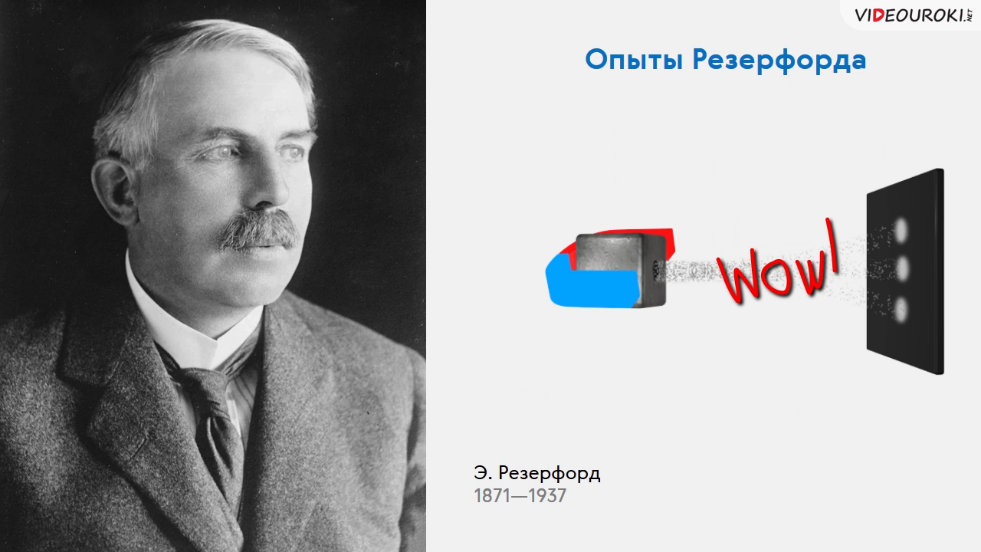 VIDEOUROKI.NET
Опыты Резерфорда
WOW!
Э. Резерфорд
1871—1937